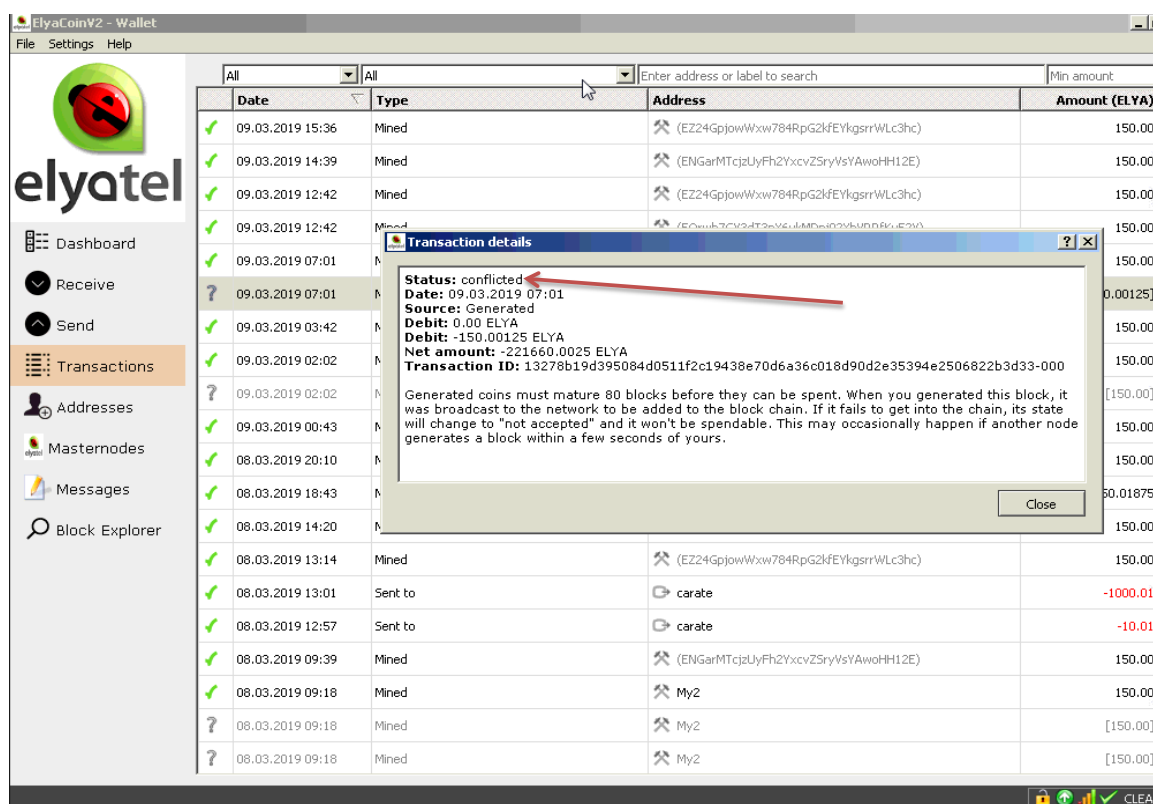 ElyaCoinV2 - Wallet
File Settings Help
elyatel
Dashboard
Receive
Send
Transactions
Addresses
Masternodes
Messages
Block Explorer
All All Enter address or label to search Min amount
Date Type Address Amount (ELYA)
09.03.2019 15:36 Mined (EZ24GpjowWxw784RpG2kfEYkgsrrWLc3hc) 150.00
09.03.2019 14:39 Mined (ENGarMTcjzUyFh2YxcvZSryVsYAwoHH12E) 150.00
09.03.2019 12:42 Mined (EZ24GpjowWxw784RpG2kfEYkgsrrWLc3hc) 150.00
09.03.2019 12:42 Mined 150.00
09.03.2019 07:01 150.00
09.03.2019 07:01 0.00125]
09.03.2019 03:42 150.00
09.03.2019 02:02 150.00
09.03.2019 02:02 [150.00]
09.03.2019 00:43 150.00
08.03.2019 20:10 150.00
08.03.2019 18:43 50.01875
08.03.2019 14:20 150.00
08.03.2019 13:14 Mined (EZ24GpjowWxw784RpG2kfEYkgsrrWLc3hc) 150.00
08.03.2019 13:01 Sent to carate -1000.01
08.03.2019 12:57 Sent to carate -10.01
08.03.2019 09:39 Mined (ENGarMTcjzUyFh2YxcvZSryVsYAwoHH12E) 150.00
08.03.2019 09:18 Mined My2 150.00
08.03.2019 09:18 Mined My2 [150.00]
08.03.2019 09:18 Mined My2 [150.00]
Transaction details
Status: conflicted
Date: 09.03.2019 07:01
Source: Generated
Debit: 0.00 ELYA
Debit: -150.00125 ELYA
Net amount: -221660.0025 ELYA
Transaction ID: 13278b19d395084d0511f2c19438e70d6a36c018d90d2e35394e2506822b3d33-000
Generated coins must mature 80 blocks before they can be spent. When you generated this block, it
was broadcast to the network to be added to the block chain. If it fails to get into the chain, its state
will change to "not accepted" and it won't be spendable. This may occasionally happen if another node
generates a block within a few seconds of yours.
Close
CLEA